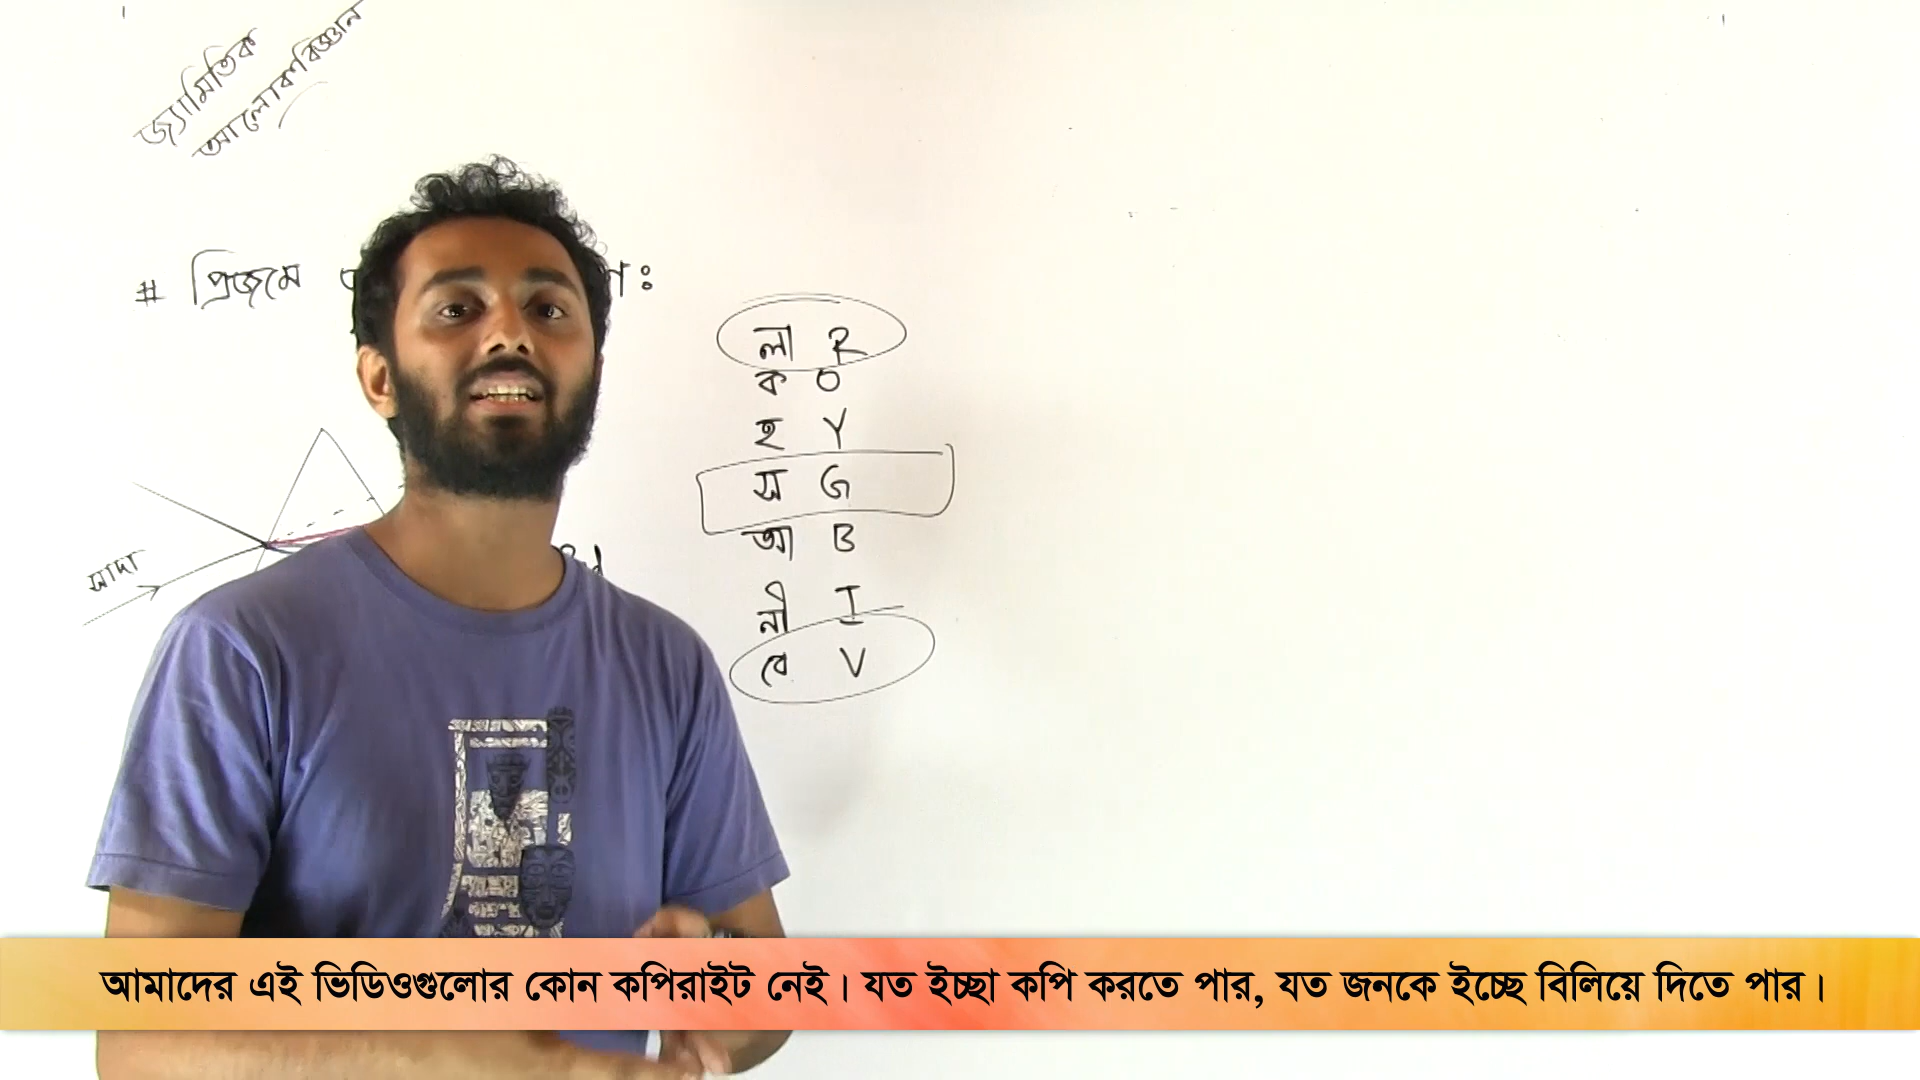 জ্যামিতিক
আলোকবিজ্ঞান
# প্রিজমে
লা R
ক O
হ Y
স G
আ B
নী I
বে V
সাদা
আমাদের এই ভিডিওগুলোর কোন কপিরাইট নেই। যত ইচ্ছা কপি করতে পার, যত জনকে ইচ্ছে বিলিয়ে দিতে পার।